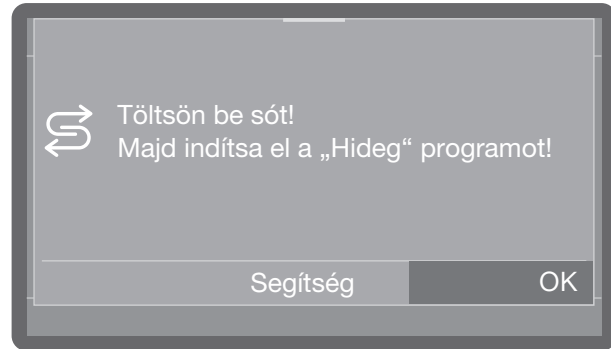 Töltsön be sót!
Majd indítsa el a „Hideg“ programot!
Segítség
OK